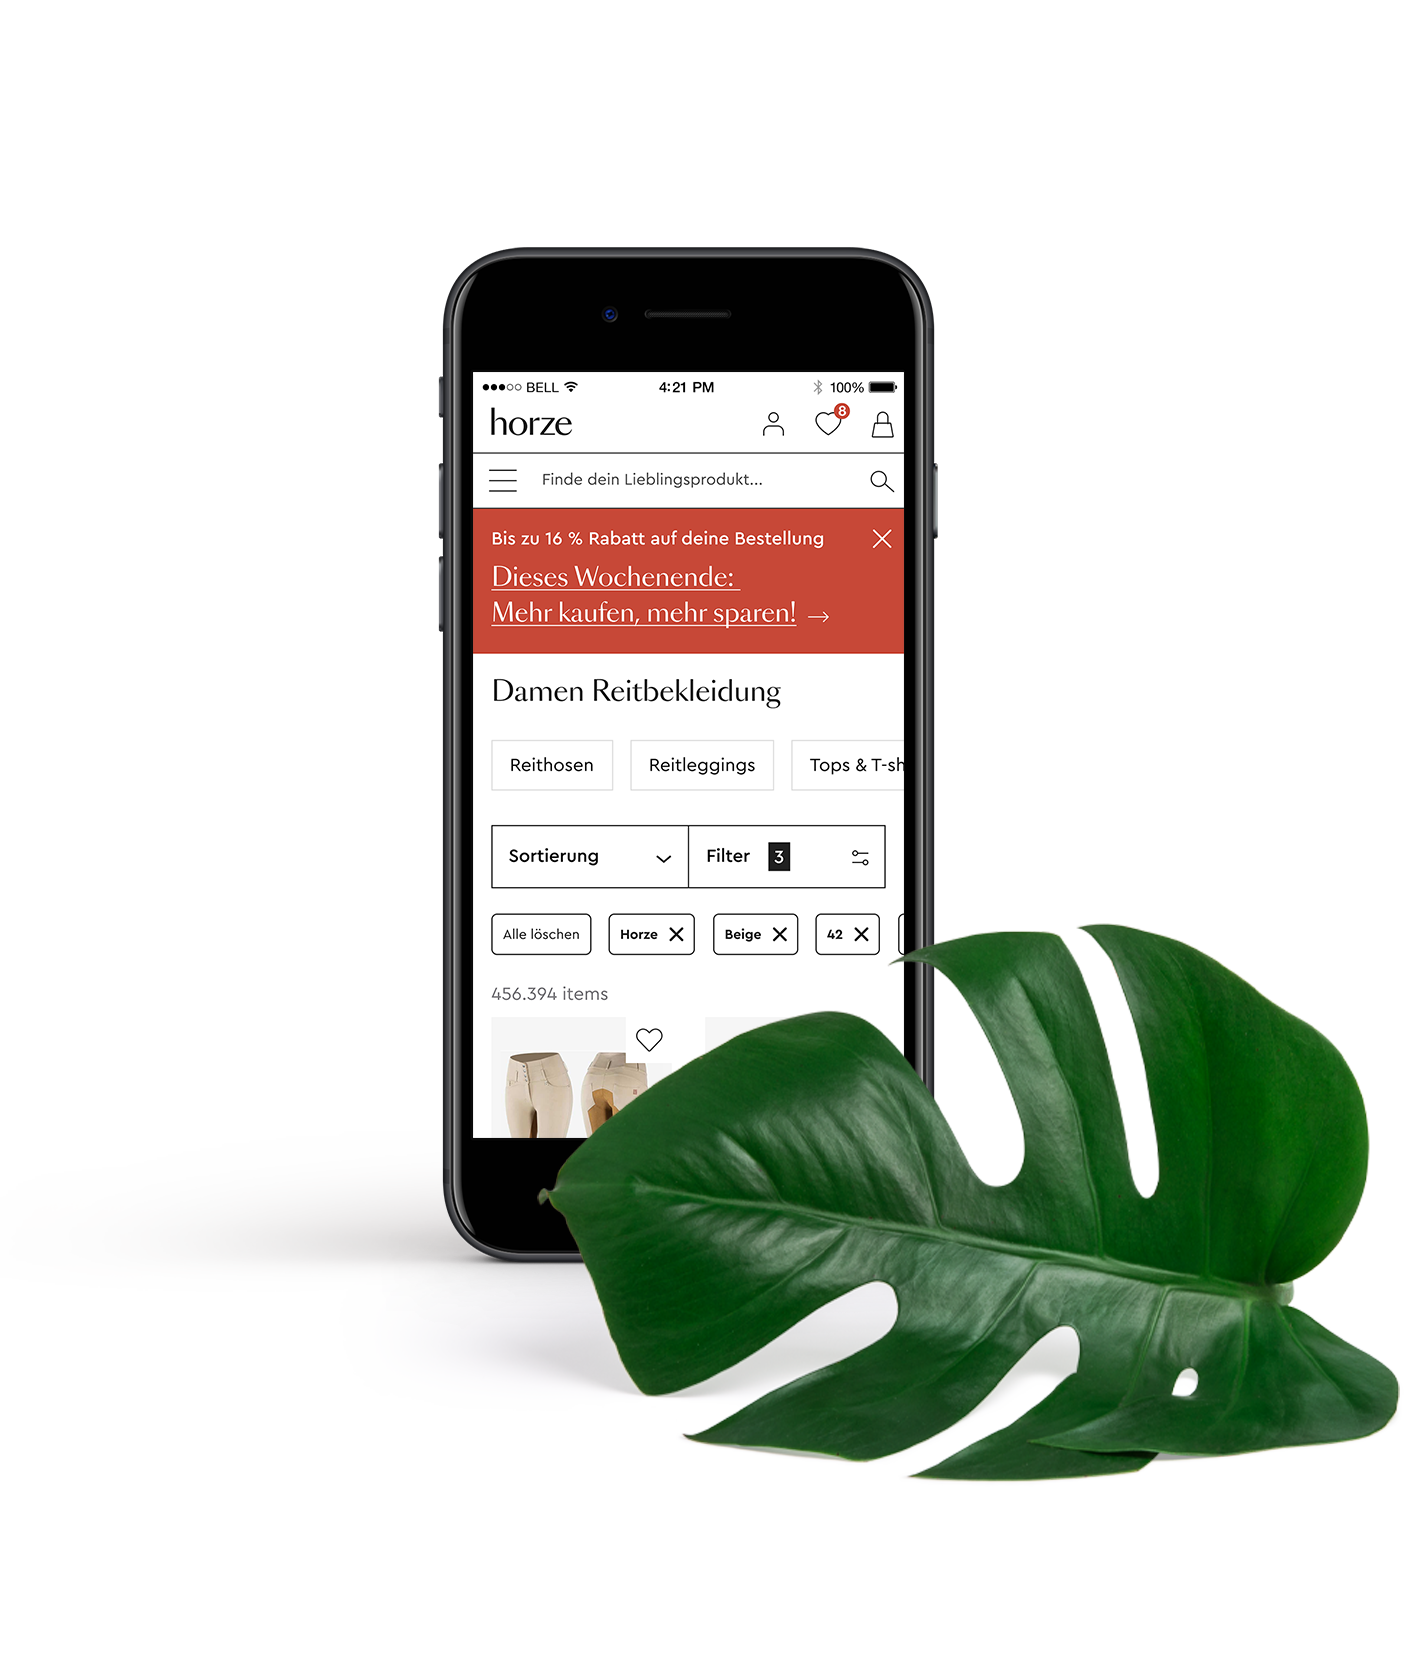 BELL 4:21 PM 100%
horze 8
Finde dein Lieblingsprodukt...
Bis zu 16 % Rabatt auf deine Bestellung
Dieses Wochenende:
Mehr kaufen, mehr sparen!
Damen Reitbekleidung
Reithosen Reitleggings Tops & T-sh
Sortierung Filter 3
Alle löschen Horze Beige 42
456.394 items